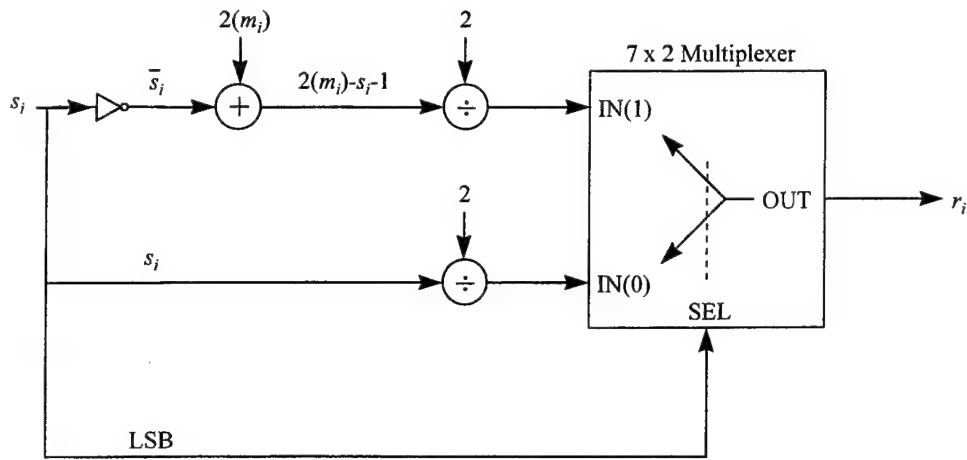 2(m_i)
2
7 x 2 Multiplexer
s_i
s̅_i
+
2(m_i)-s_i-1
÷
IN(1)
2
OUT
r_i
s_i
÷
IN(0)
SEL
LSB